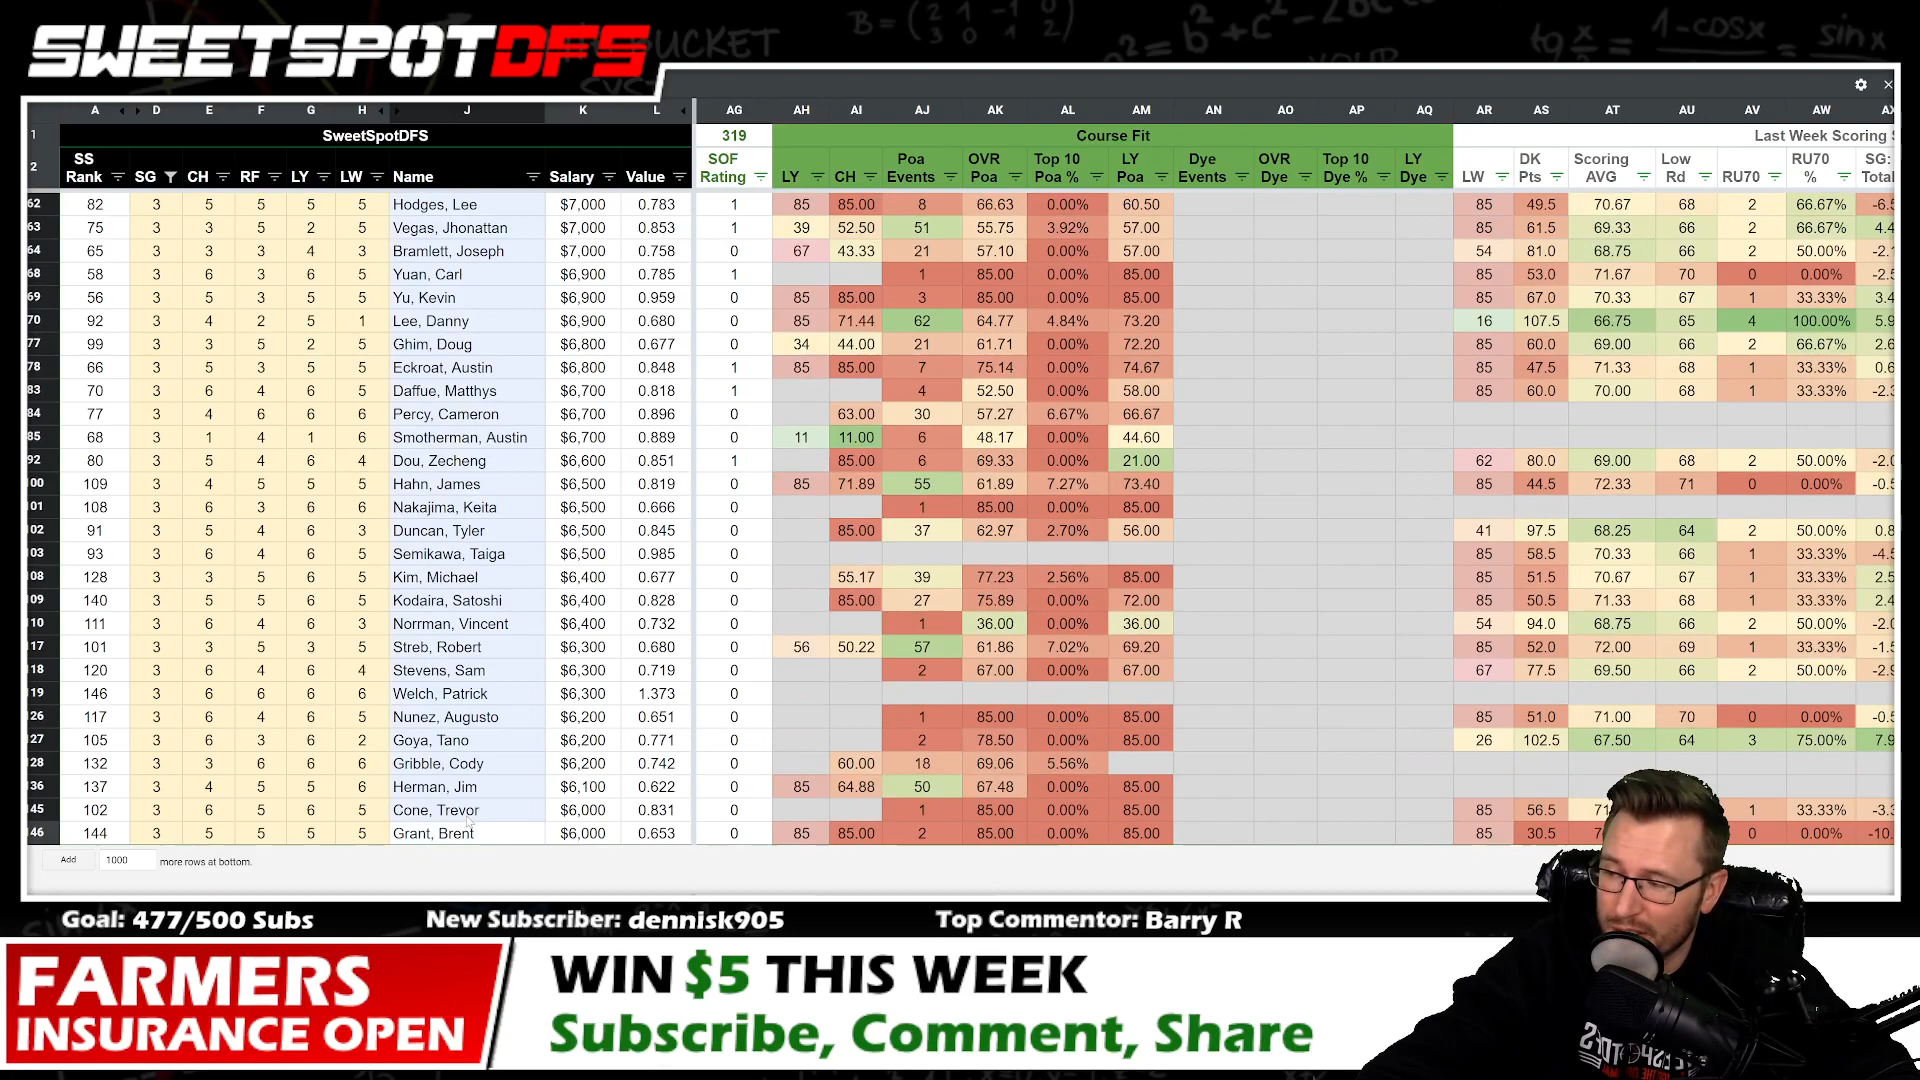 SWEETSPOTDFS
A D E F G H J K L AG AH AI AJ AK AL AM AN AO AP AQ AR AS AT AU AV AW AX
1 SweetSpotDFS 319 Course Fit Last Week Scoring S
2 SS Rank SG CH RF LY LW Name Salary Value SOF Rating LY CH Poa Events OVR Poa Top 10 Poa % LY Poa Dye Events OVR Dye Top 10 Dye % LY Dye LW DK Pts Scoring AVG Low Rd RU70 RU70 % SG: Total
62 82 3 5 5 5 5 Hodges, Lee $7,000 0.783 1 85 85.00 8 66.63 0.00% 60.50 85 49.5 70.67 68 2 66.67% -6.5
63 75 3 3 5 2 5 Vegas, Jhonattan $7,000 0.853 1 39 52.50 51 55.75 3.92% 57.00 85 61.5 69.33 66 2 66.67% 4.4
64 65 3 3 3 4 3 Bramlett, Joseph $7,000 0.758 1 67 43.33 21 57.10 0.00% 57.00 54 81.0 68.75 66 2 50.00% -2.
68 58 3 6 3 6 5 Yuan, Carl $6,900 0.785 1 1 85.00 0.00% 85.00 85 53.0 71.67 70 0 0.00% -2.5
69 56 3 5 3 5 5 Yu, Kevin $6,900 0.959 0 85 85.00 3 85.00 0.00% 85.00 85 67.0 70.33 67 1 33.33% 3.4
70 92 3 4 2 5 1 Lee, Danny $6,900 0.680 0 85 71.44 62 64.77 4.84% 73.20 16 107.5 66.75 65 4 100.00% 5.9
77 99 3 3 5 2 5 Ghim, Doug $6,800 0.677 0 34 44.00 21 61.71 0.00% 72.20 85 60.0 69.00 66 2 66.67% 2.6
78 66 3 5 3 5 5 Eckroat, Austin $6,800 0.848 1 85 85.00 7 75.14 0.00% 74.67 85 47.5 71.33 68 1 33.33% 0.6
83 70 3 6 4 6 5 Daffue, Matthys $6,700 0.818 1 4 52.50 0.00% 58.00 85 60.0 70.00 66 1 33.33% -2.3
84 77 3 4 6 6 6 Percy, Cameron $6,700 0.896 0 63.00 30 57.27 6.67% 66.67
85 68 3 1 4 1 6 Smotherman, Austin $6,700 0.889 0 11 11.00 6 48.17 0.00% 44.60
92 80 3 5 4 6 4 Dou, Zecheng $6,600 0.851 1 85.00 6 69.33 0.00% 21.00 62 80.0 69.00 68 2 50.00% -2.0
100 109 3 4 5 5 5 Hahn, James $6,500 0.819 0 85 71.89 55 61.89 7.27% 73.40 85 44.5 72.33 71 0 0.00% -0.5
101 108 3 6 3 6 6 Nakajima, Keita $6,500 0.666 0 1 85.00 0.00% 85.00
102 91 3 5 4 6 3 Duncan, Tyler $6,500 0.845 0 85.00 37 62.97 2.70% 56.00 41 97.5 68.25 64 2 50.00% 0.8
103 93 3 6 4 6 5 Semikawa, Taiga $6,500 0.985 0 85 58.5 70.33 66 1 33.33% -4.5
108 128 3 3 5 6 5 Kim, Michael $6,400 0.677 0 55.17 39 77.23 2.56% 85.00 85 51.5 70.67 67 1 33.33% 2.5
109 140 3 5 5 6 5 Kodaira, Satoshi $6,400 0.828 0 85.00 27 75.89 0.00% 72.00 85 50.5 71.33 68 1 33.33% 2.4
110 111 3 6 4 6 3 Norrman, Vincent $6,400 0.732 0 1 36.00 0.00% 36.00 54 94.0 68.75 66 2 50.00% -2.0
117 101 3 5 5 3 5 Streb, Robert $6,300 0.680 0 56 50.22 57 61.86 7.02% 69.20 85 52.0 72.00 69 1 33.33% -1.5
118 120 3 6 4 6 4 Stevens, Sam $6,300 0.719 0 2 67.00 0.00% 67.00 67 77.5 69.50 66 2 50.00% -2.9
119 146 3 6 6 6 6 Welch, Patrick $6,300 1.373 0
126 117 3 6 4 6 5 Nunez, Augusto $6,200 0.651 0 1 85.00 0.00% 85.00 85 51.0 71.00 70 0 0.00% -0.5
127 105 3 6 3 6 2 Goya, Tano $6,200 0.771 0 2 78.50 0.00% 85.00 26 102.5 67.50 64 3 75.00% 7.9
128 132 3 3 6 6 6 Gribble, Cody $6,200 0.742 0 60.00 18 69.06 5.56%
136 137 3 4 5 5 6 Herman, Jim $6,100 0.622 0 85 64.88 50 67.48 0.00% 85.00
145 102 3 6 5 6 5 Cone, Trevor $6,000 0.831 0 1 85.00 0.00% 85.00 85 56.5 71 1 33.33% -3.
146 144 3 5 5 5 5 Grant, Brent $6,000 0.653 0 85 85.00 2 85.00 0.00% 85.00 85 30.5 0 0.00% -10.
Add 1000 more rows at bottom.
Goal: 477/500 Subs New Subscriber: dennisk905 Top Commentor: Barry R
FARMERS
INSURANCE OPEN
WIN $5 THIS WEEK
Subscribe, Comment, Share